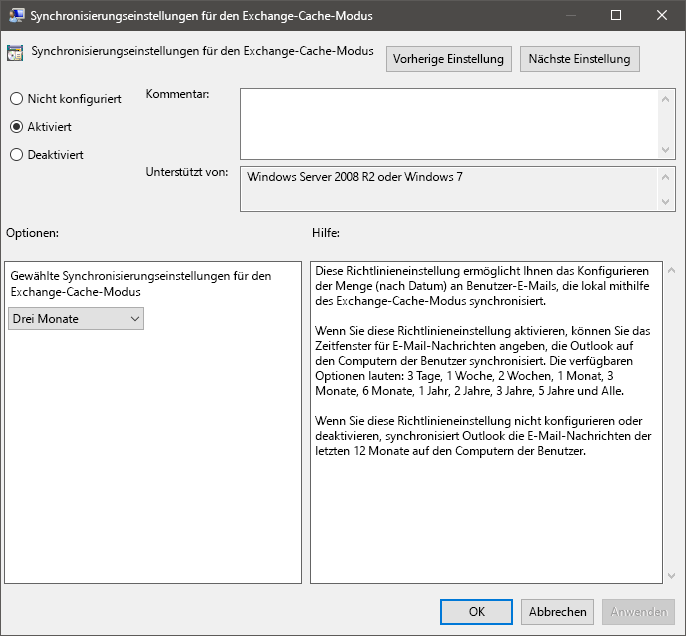 Synchronisierungseinstellungen für den Exchange-Cache-Modus
Synchronisierungseinstellungen für den Exchange-Cache-Modus
Vorherige Einstellung
Nächste Einstellung
Nicht konfiguriert
Aktiviert
Deaktiviert
Kommentar:
Unterstützt von:
Windows Server 2008 R2 oder Windows 7
Optionen:
Hilfe:
Gewählte Synchronisierungseinstellungen für den
Exchange-Cache-Modus
Drei Monate
Diese Richtlinieneinstellung ermöglicht Ihnen das Konfigurieren
der Menge (nach Datum) an Benutzer-E-Mails, die lokal mithilfe
des Exchange-Cache-Modus synchronisiert.
Wenn Sie diese Richtlinieneinstellung aktivieren, können Sie das
Zeitfenster für E-Mail-Nachrichten angeben, die Outlook auf
den Computern der Benutzer synchronisiert. Die verfügbaren
Optionen lauten: 3 Tage, 1 Woche, 2 Wochen, 1 Monat, 3
Monate, 6 Monate, 1 Jahr, 2 Jahre, 3 Jahre, 5 Jahre und Alle.
Wenn Sie diese Richtlinieneinstellung nicht konfigurieren oder
deaktivieren, synchronisiert Outlook die E-Mail-Nachrichten der
letzten 12 Monate auf den Computern der Benutzer.
OK
Abbrechen
Anwenden